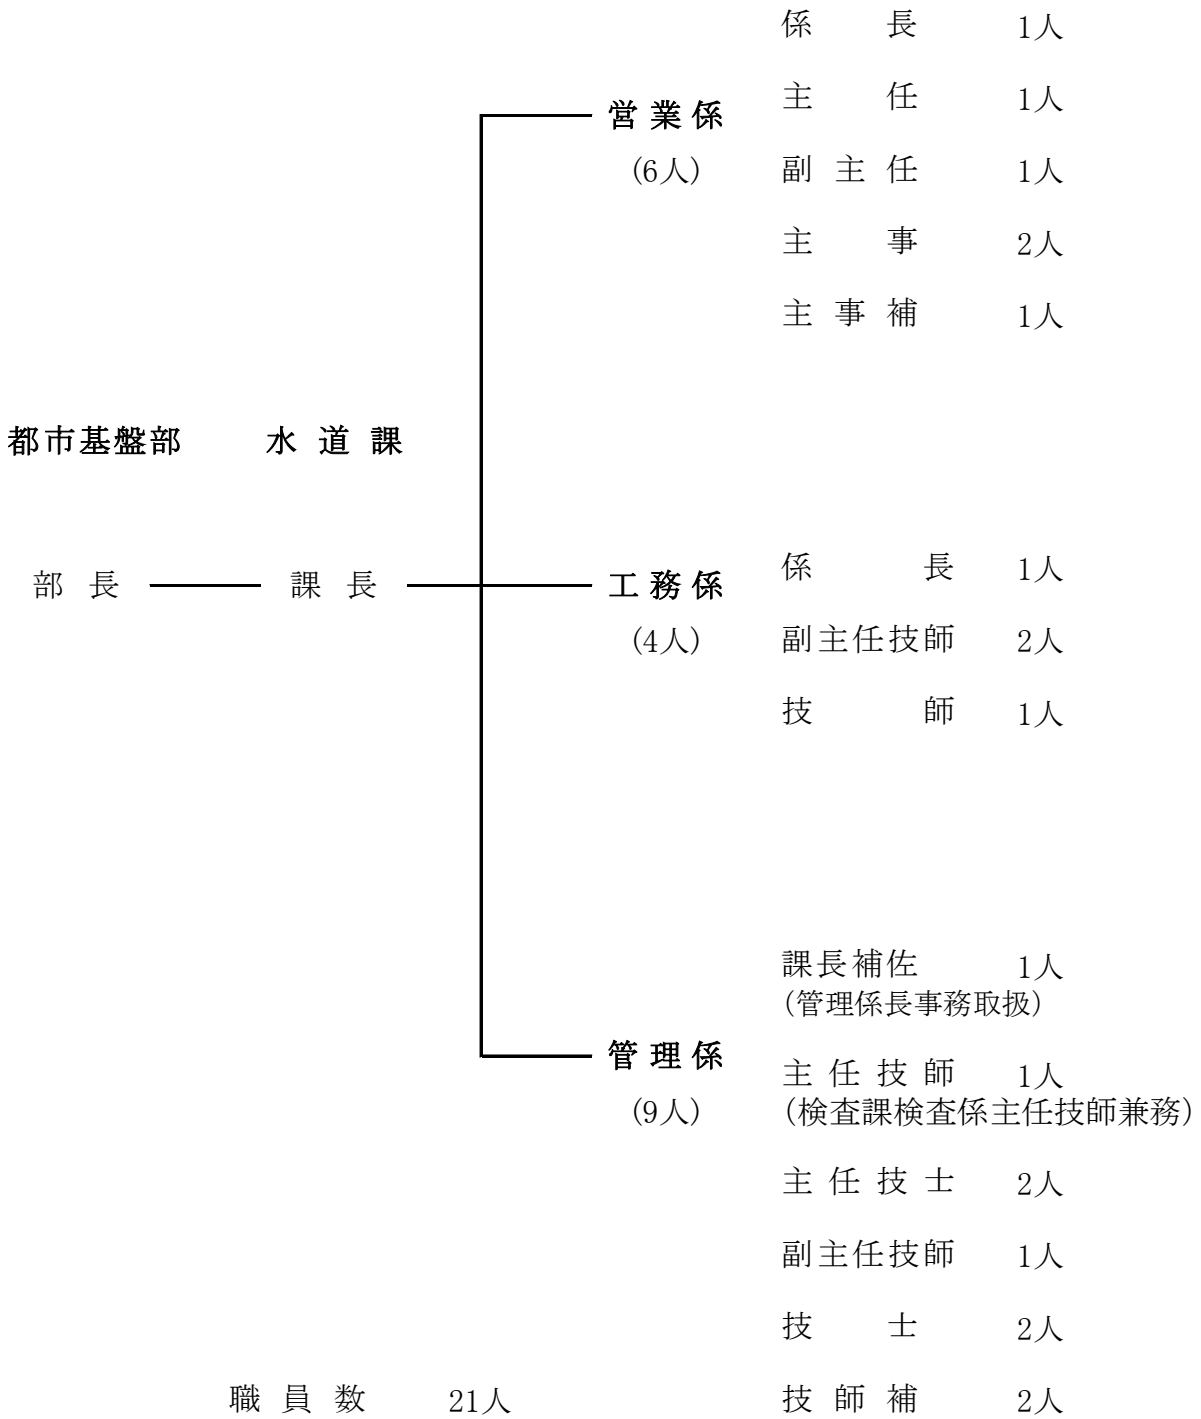 都市基盤部 水道課
部長 課長
営業係
(6人)
係長 1人
主任 1人
副主任 1人
主事 2人
主事補 1人
工務係
(4人)
係長 1人
副主任技師 2人
技師 1人
管理係
(9人)
課長補佐 1人
(管理係長事務取扱)
主任技師 1人
(検査課検査係主任技師兼務)
主任技士 2人
副主任技師 1人
技士 2人
技師補 2人
職員数 21人